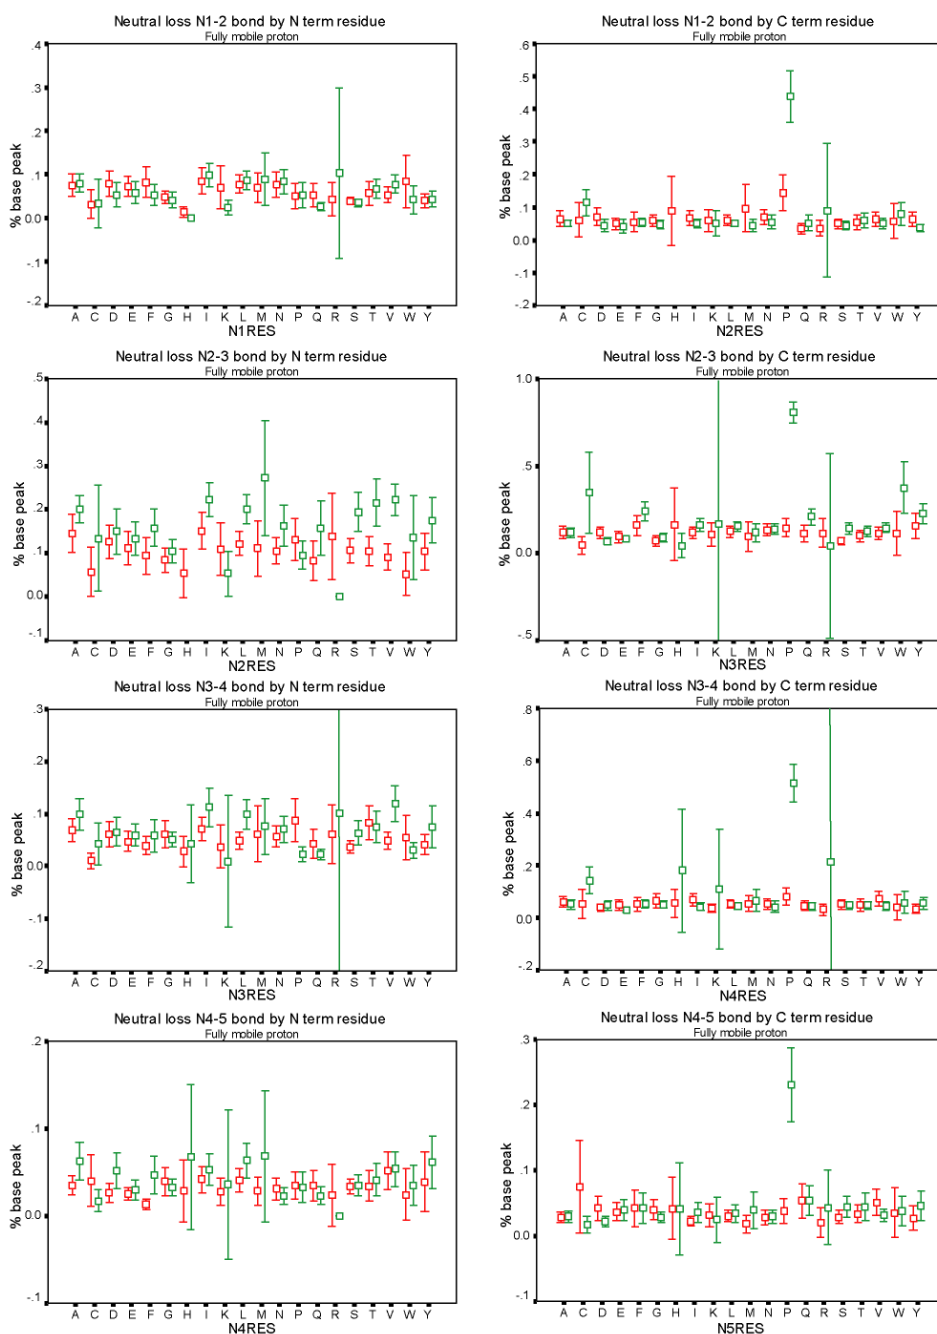 Neutral loss N1-2 bond by N term residue
Fully mobile proton
.4
.3
.2
.1
0.0
-.1
-.2
% base peak
A C D E F G H I K L M N P Q R S T V W Y
N1RES
Neutral loss N1-2 bond by C term residue
Fully mobile proton
.6
.5
.4
.3
.2
.1
0.0
-.1
-.2
% base peak
A C D E F G H I K L M N P Q R S T V W Y
N2RES
Neutral loss N2-3 bond by N term residue
Fully mobile proton
.5
.4
.3
.2
.1
0.0
-.1
% base peak
A C D E F G H I K L M N P Q R S T V W Y
N2RES
Neutral loss N2-3 bond by C term residue
Fully mobile proton
1.0
.5
0.0
-.5
% base peak
A C D E F G H I K L M N P Q R S T V W Y
N3RES
Neutral loss N3-4 bond by N term residue
Fully mobile proton
.3
.2
.1
0.0
-.1
-.2
% base peak
A C D E F G H I K L M N P Q R S T V W Y
N3RES
Neutral loss N3-4 bond by C term residue
Fully mobile proton
.8
.6
.4
.2
0.0
-.2
% base peak
A C D E F G H I K L M N P Q R S T V W Y
N4RES
Neutral loss N4-5 bond by N term residue
Fully mobile proton
.2
.1
0.0
-.1
% base peak
A C D E F G H I K L M N P Q R S T V W Y
N4RES
Neutral loss N4-5 bond by C term residue
Fully mobile proton
.3
.2
.1
0.0
-.1
% base peak
A C D E F G H I K L M N P Q R S T V W Y
N5RES